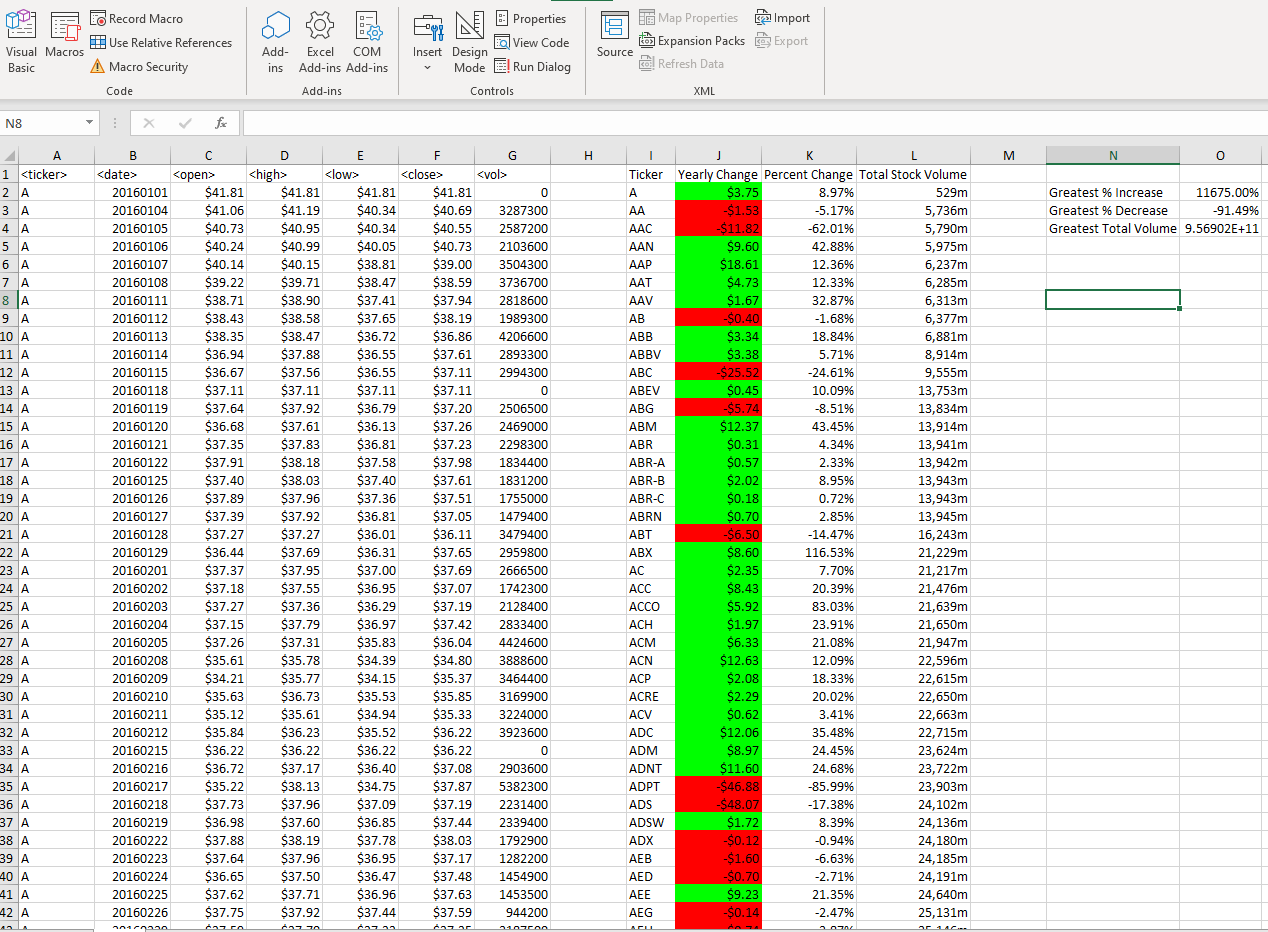 Visual Basic
Macros
Record Macro
Use Relative References
Macro Security
Code
Add-ins
Excel Add-ins
COM Add-ins
Add-ins
Insert
Design Mode
Properties
View Code
Run Dialog
Controls
Source
Map Properties
Expansion Packs
Refresh Data
Import
Export
XML
N8
fx
A B C D E F G H I J K L M N O
1 <ticker> <date> <open> <high> <low> <close> <vol> Ticker Yearly Change Percent Change Total Stock Volume
2 A 20160101 $41.81 $41.81 $41.81 $41.81 0 A $3.75 8.97% 529m Greatest % Increase 11675.00%
3 A 20160104 $41.06 $41.19 $40.34 $40.69 3287300 AA -$1.53 -5.17% 5,736m Greatest % Decrease -91.49%
4 A 20160105 $40.73 $40.95 $40.34 $40.55 2587200 AAC -$11.82 -62.01% 5,790m Greatest Total Volume 9.56902E+11
5 A 20160106 $40.24 $40.99 $40.05 $40.73 2103600 AAN $9.60 42.88% 5,975m
6 A 20160107 $40.14 $40.15 $38.81 $39.00 3504300 AAP $18.61 12.36% 6,237m
7 A 20160108 $39.22 $39.71 $38.47 $38.59 3736700 AAT $4.73 12.33% 6,285m
8 A 20160111 $38.71 $38.90 $37.41 $37.94 2818600 AAV $1.67 32.87% 6,313m
9 A 20160112 $38.43 $38.58 $37.65 $38.19 1989300 AB -$0.40 -1.68% 6,377m
10 A 20160113 $38.35 $38.47 $36.72 $36.86 4206600 ABB $3.34 18.84% 6,881m
11 A 20160114 $36.94 $37.88 $36.55 $37.61 2893300 ABBV $3.38 5.71% 8,914m
12 A 20160115 $36.67 $37.56 $36.55 $37.11 2994300 ABC -$25.52 -24.61% 9,555m
13 A 20160118 $37.11 $37.11 $37.11 $37.11 0 ABEV $0.45 10.09% 13,753m
14 A 20160119 $37.64 $37.92 $36.79 $37.20 2506500 ABG -$5.74 -8.51% 13,834m
15 A 20160120 $36.68 $37.61 $36.13 $37.26 2469000 ABM $12.37 43.45% 13,914m
16 A 20160121 $37.35 $37.83 $36.81 $37.23 2298300 ABR $0.31 4.34% 13,941m
17 A 20160122 $37.91 $38.18 $37.58 $37.98 1834400 ABR-A $0.57 2.33% 13,942m
18 A 20160125 $37.40 $38.03 $37.40 $37.61 1831200 ABR-B $2.02 8.95% 13,943m
19 A 20160126 $37.89 $37.96 $37.36 $37.51 1755000 ABR-C $0.18 0.72% 13,943m
20 A 20160127 $37.39 $37.92 $36.81 $37.05 1479400 ABRN $0.70 2.85% 13,945m
21 A 20160128 $37.27 $37.27 $36.01 $36.11 3479400 ABT -$6.50 -14.47% 16,243m
22 A 20160129 $36.44 $37.69 $36.31 $37.65 2959800 ABX $8.60 116.53% 21,229m
23 A 20160201 $37.37 $37.95 $37.00 $37.69 2666500 AC $2.35 7.70% 21,217m
24 A 20160202 $37.18 $37.55 $36.95 $37.07 1742300 ACC $8.43 20.39% 21,476m
25 A 20160203 $37.27 $37.36 $36.29 $37.19 2128400 ACCO $5.92 83.03% 21,639m
26 A 20160204 $37.15 $37.79 $36.97 $37.42 2833400 ACH $1.97 23.91% 21,650m
27 A 20160205 $37.26 $37.31 $35.83 $36.04 4424600 ACM $6.33 21.08% 21,947m
28 A 20160208 $35.61 $35.78 $34.39 $34.80 3888600 ACN $12.63 12.09% 22,596m
29 A 20160209 $34.21 $35.77 $34.15 $35.37 3464400 ACP $2.08 18.33% 22,615m
30 A 20160210 $35.63 $36.73 $35.53 $35.85 3169900 ACRE $2.29 20.02% 22,650m
31 A 20160211 $35.12 $35.61 $34.94 $35.33 3224000 ACV $0.62 3.41% 22,663m
32 A 20160212 $35.84 $36.23 $35.52 $36.22 3923600 ADC $12.06 35.48% 22,715m
33 A 20160215 $36.22 $36.22 $36.22 $36.22 0 ADM $8.97 24.45% 23,624m
34 A 20160216 $36.72 $37.17 $36.40 $37.08 2903600 ADNT $11.60 24.68% 23,722m
35 A 20160217 $35.22 $38.13 $34.75 $37.87 5382300 ADPT -$46.88 -85.99% 23,903m
36 A 20160218 $37.73 $37.96 $37.09 $37.19 2231400 ADS -$48.07 -17.38% 24,102m
37 A 20160219 $36.98 $37.60 $36.85 $37.44 2339400 ADSW $1.72 8.39% 24,136m
38 A 20160222 $37.88 $38.19 $37.78 $38.03 1792900 ADX -$0.12 -0.94% 24,180m
39 A 20160223 $37.64 $37.96 $36.95 $37.17 1282200 AEB -$1.60 -6.63% 24,185m
40 A 20160224 $36.65 $37.50 $36.47 $37.48 1454900 AED -$0.70 -2.71% 24,191m
41 A 20160225 $37.62 $37.71 $36.96 $37.63 1453500 AEE $9.23 21.35% 24,640m
42 A 20160226 $37.75 $37.92 $37.44 $37.59 944200 AEG -$0.14 -2.47% 25,131m